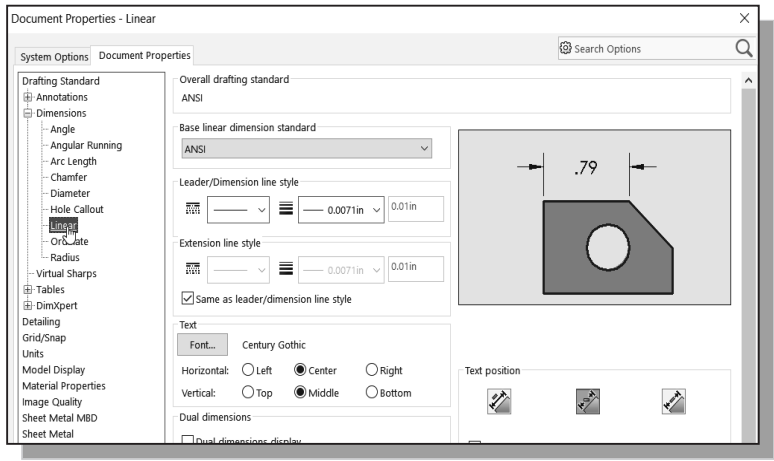 Document Properties - Linear
System Options
Document Properties
Search Options
Drafting Standard
Annotations
Dimensions
Angle
Angular Running
Arc Length
Chamfer
Diameter
Hole Callout
Linear
Ordinate
Radius
Virtual Sharps
Tables
DimXpert
Detailing
Grid/Snap
Units
Model Display
Material Properties
Image Quality
Sheet Metal MBD
Sheet Metal
Overall drafting standard
ANSI
Base linear dimension standard
ANSI
Leader/Dimension line style
0.0071in
0.01in
Extension line style
0.0071in
0.01in
Same as leader/dimension line style
Text
Font... Century Gothic
Horizontal: Left Center Right
Vertical: Top Middle Bottom
Dual dimensions
Dual dimensions display
.79
Text position